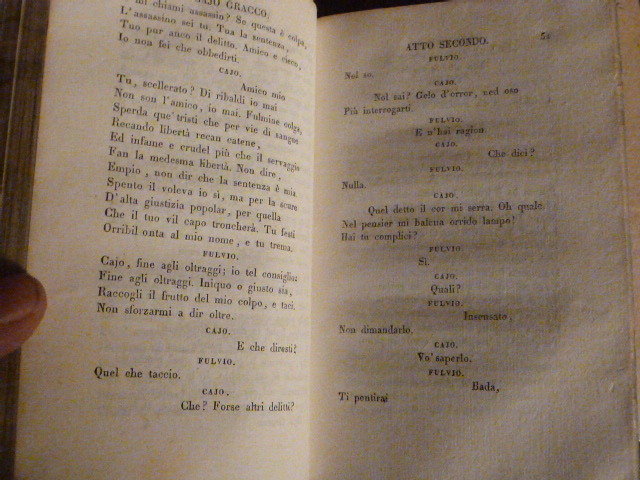 CAJO GRACCO.
mi chiami assassin? Se questa è colpa,
L'assassino sei tu. Tua la sentenza,
Tuo pur anco il delitto. Amico e cieco,
Io non fei che obbedirti.
CAJO.
Amico mio
Tu, scellerato? Di ribaldi io mai
Non son l'amico, io mai. Fulmine colga,
Sperda que' tristi che per vie di sangue
Recando libertà recan catene,
Ed infame e crudel più che il servaggio
Fan la medesma libertà. Non dire,
Empio, non dir che la sentenza è mia.
Spento il voleva io sì, ma per la scure
D'alta giustizia popolar, per quella
Che il tuo vil capo troncherà. Tu festi
Orribil onta al mio nome, e tu trema.
FULVIO.
Cajo, fine agli oltraggi; io tel consiglio:
Fine agli oltraggi. Iniquo o giusto sia,
Raccogli il frutto del mio colpo, e taci.
Non sforzarmi a dir oltre.
CAJO.
E che diresti?
FULVIO.
Quel che taccio.
CAJO.
Che? Forse altri delitti?
ATTO SECONDO.
FULVIO.
Nol so.
CAJO.
Nol sai? Gelo d'orror, ned oso
Più interrogarti.
FULVIO.
E n'hai ragion.
CAJO.
Che dici?
FULVIO.
Nulla.
CAJO.
Quel detto il cor mi serra. Oh quale
Nel pensier mi balena orrido lampo!
Hai tu complici?
FULVIO.
Sì.
CAJO.
Quali?
FULVIO.
Insensato,
Non dimandarlo.
CAJO.
Vo' saperlo.
FULVIO.
Bada,
Ti pentirai